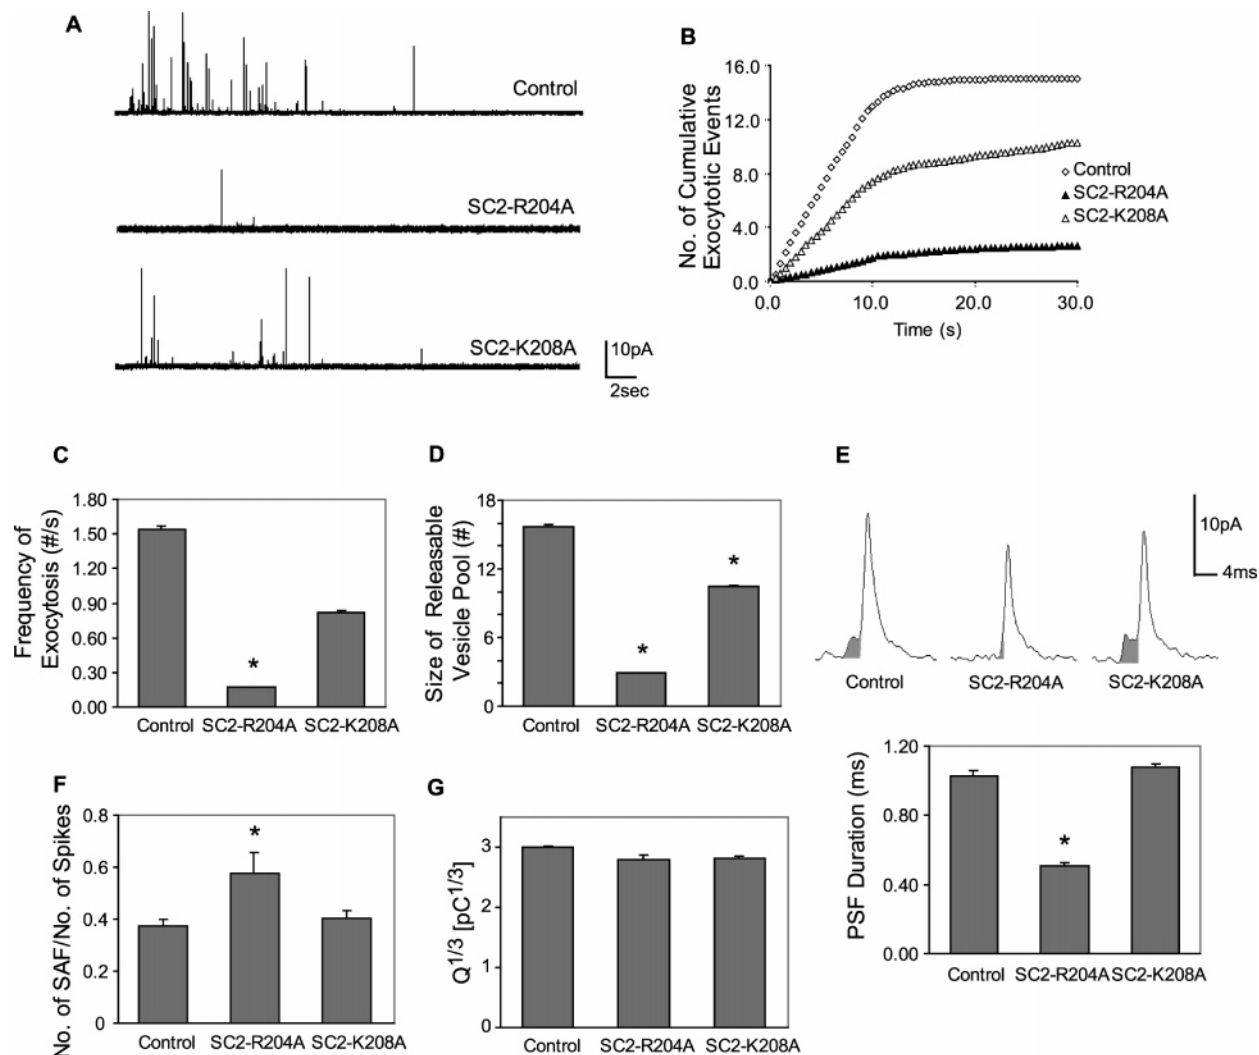 A
Control
SC2-R204A
SC2-K208A
10pA
2sec
B
No. of Cumulative
Exocytotic Events
16.0
12.0
8.0
4.0
0.0
0.0 10.0 20.0 30.0
Time (s)
Control
SC2-R204A
SC2-K208A
C
Frequency of
Exocytosis (#/s)
1.80
1.50
1.20
0.90
0.60
0.30
0.00
*
Control SC2-R204A SC2-K208A
D
Size of Releasable
Vesicle Pool (#)
18
12
6
0
*
*
Control SC2-R204A SC2-K208A
E
10pA
4ms
Control SC2-R204A SC2-K208A
PSF Duration (ms)
1.20
0.80
0.40
0.00
*
Control SC2-R204A SC2-K208A
F
No. of SAF/No. of Spikes
0.8
0.6
0.4
0.2
0
*
Control SC2-R204A SC2-K208A
G
Q1/3 [pC1/3]
3
2
1
0
Control SC2-R204A SC2-K208A